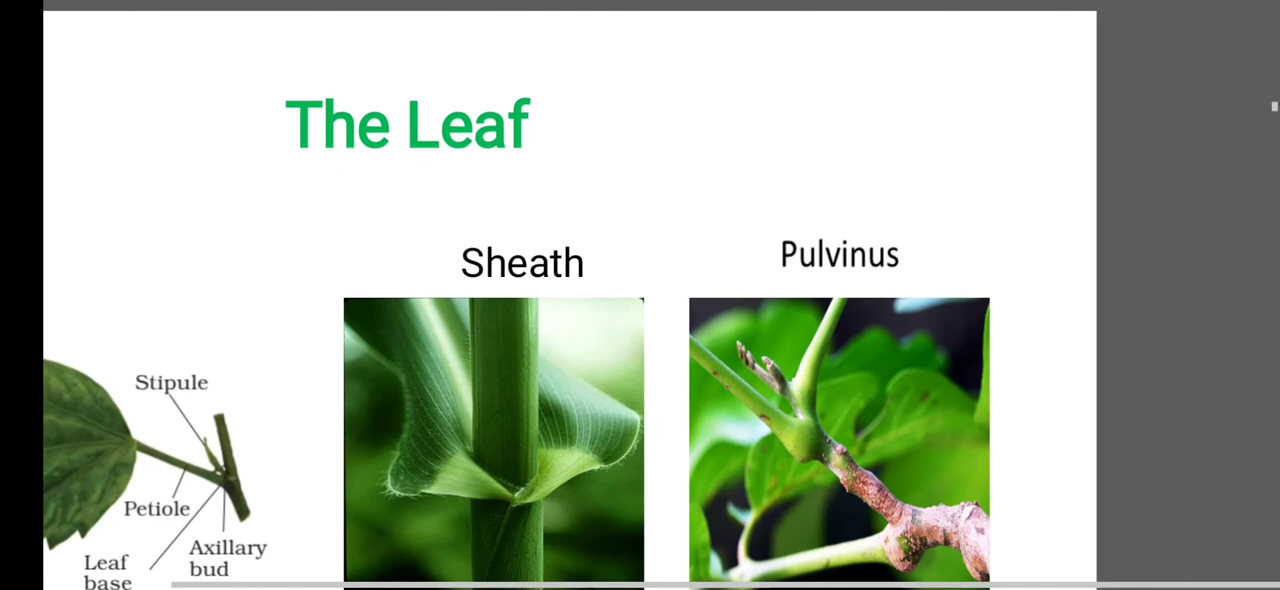 The Leaf
Sheath
Pulvinus
Stipule
Petiole
Axillary
bud
Leaf
base